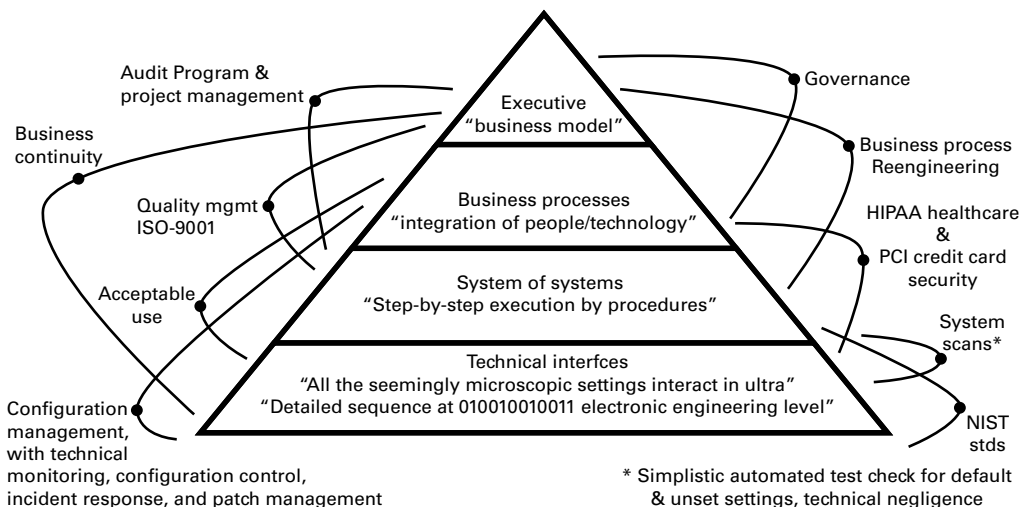 Audit Program &
project management
Governance
Executive
“business model”
Business
continuity
Business process
Reengineering
Quality mgmt
ISO-9001
Business processes
“integration of people/technology”
HIPAA healthcare
&
PCI credit card
security
Acceptable
use
System of systems
“Step-by-step execution by procedures”
System
scans*
Technical interfces
“All the seemingly microscopic settings interact in ultra”
“Detailed sequence at 010010010011 electronic engineering level”
Configuration
management,
with technical
monitoring, configuration control,
incident response, and patch management
NIST
stds
* Simplistic automated test check for default
& unset settings, technical negligence